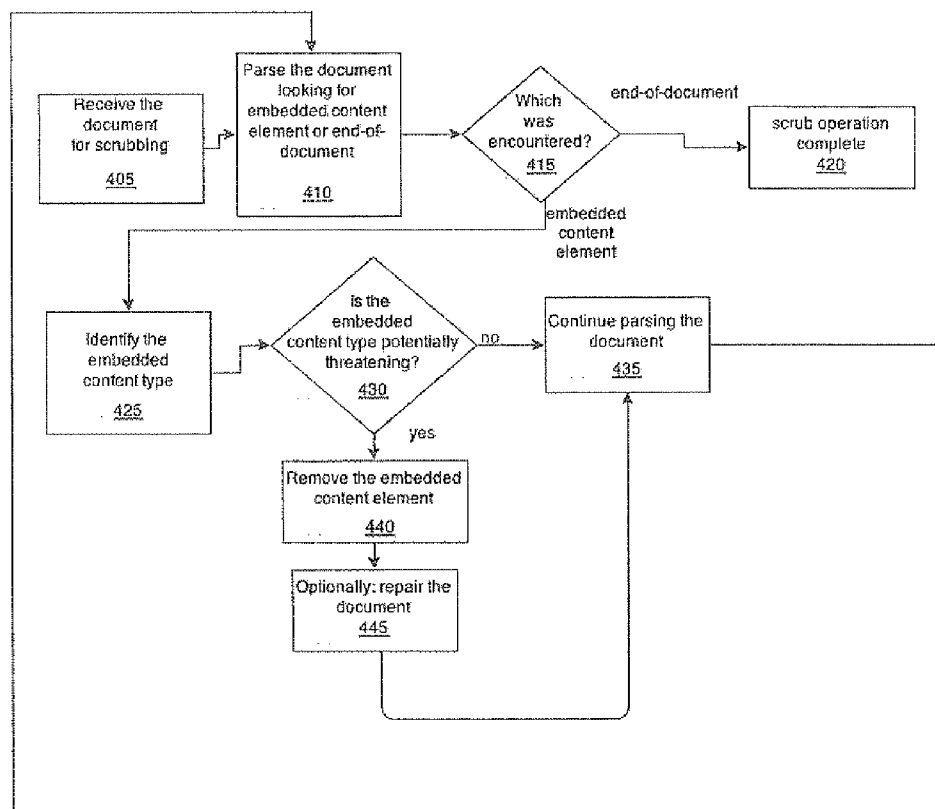 Receive the
document
for scrubbing
405
Parse the document
looking for
embedded content
element or end-of-
document
410
Which
was
encountered?
415
end-of-document
scrub operation
complete
420
embedded
content
element
Identify the
embedded
content type
425
Is the
embedded
content type potentially
threatening?
430
no
Continue parsing the
document
435
yes
Remove the embedded
content element
440
Optionally: repair the
document
445